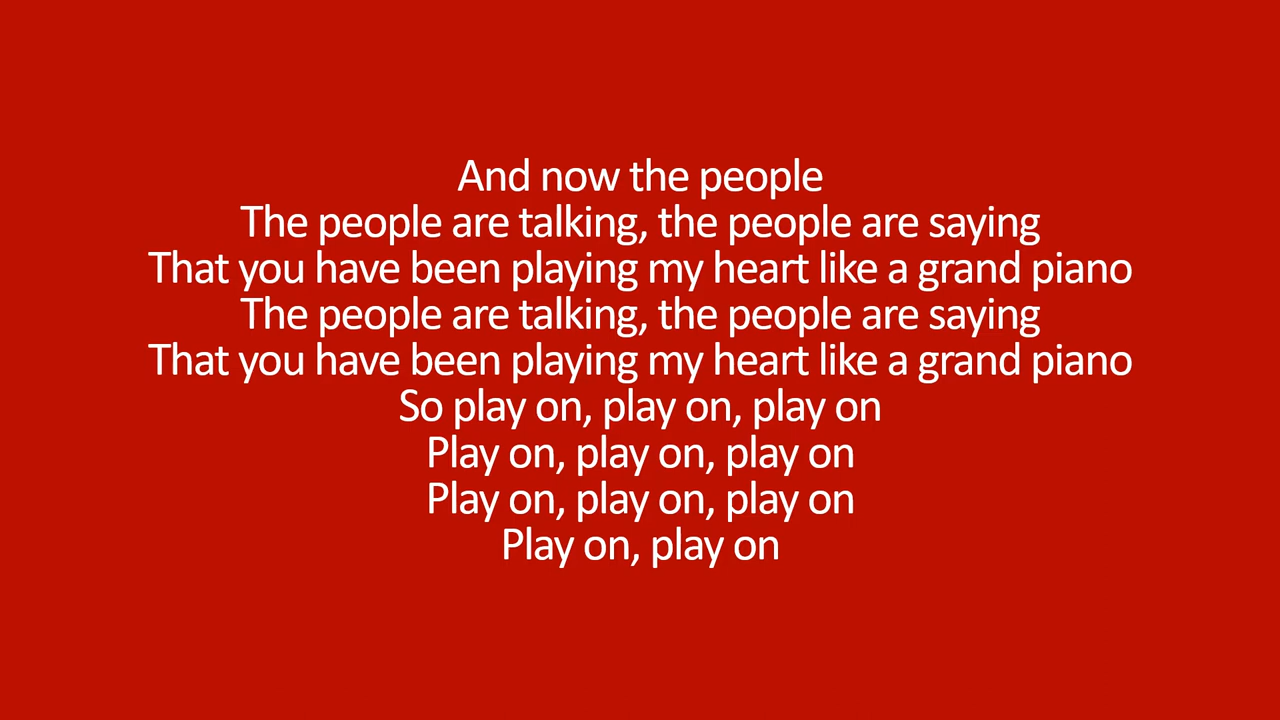 And now the people
The people are talking, the people are saying
That you have been playing my heart like a grand piano
The people are talking, the people are saying
That you have been playing my heart like a grand piano
So play on, play on, play on
Play on, play on, play on
Play on, play on, play on
Play on, play on